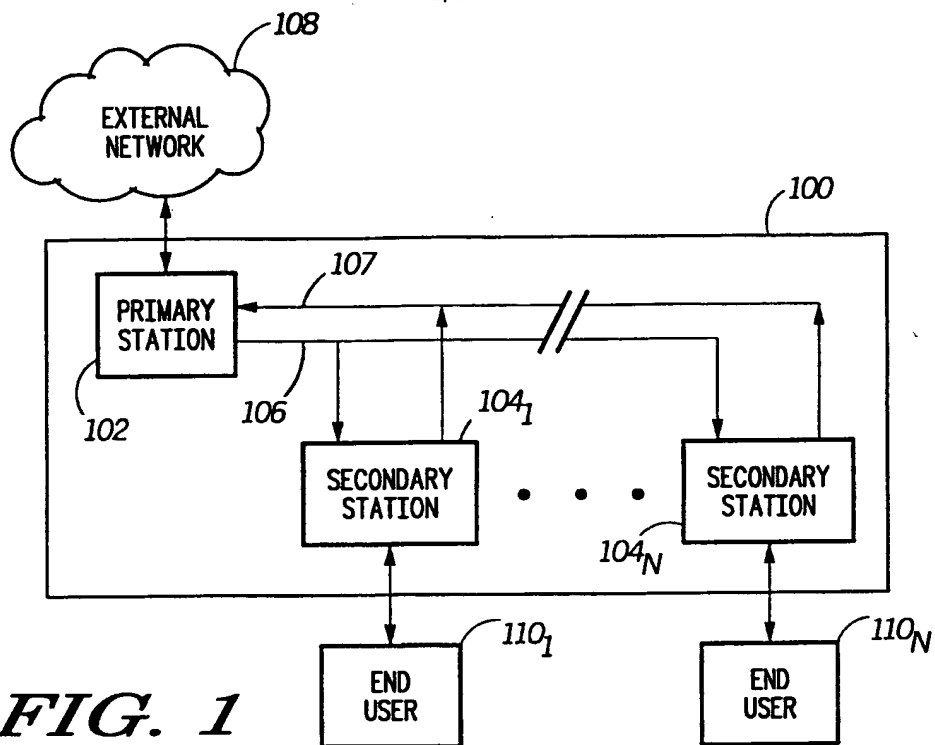 108
EXTERNAL
NETWORK
100
107
PRIMARY
STATION
102
106
104₁
SECONDARY
STATION
SECONDARY
STATION
104N
110₁
END
USER
110N
END
USER
FIG. 1